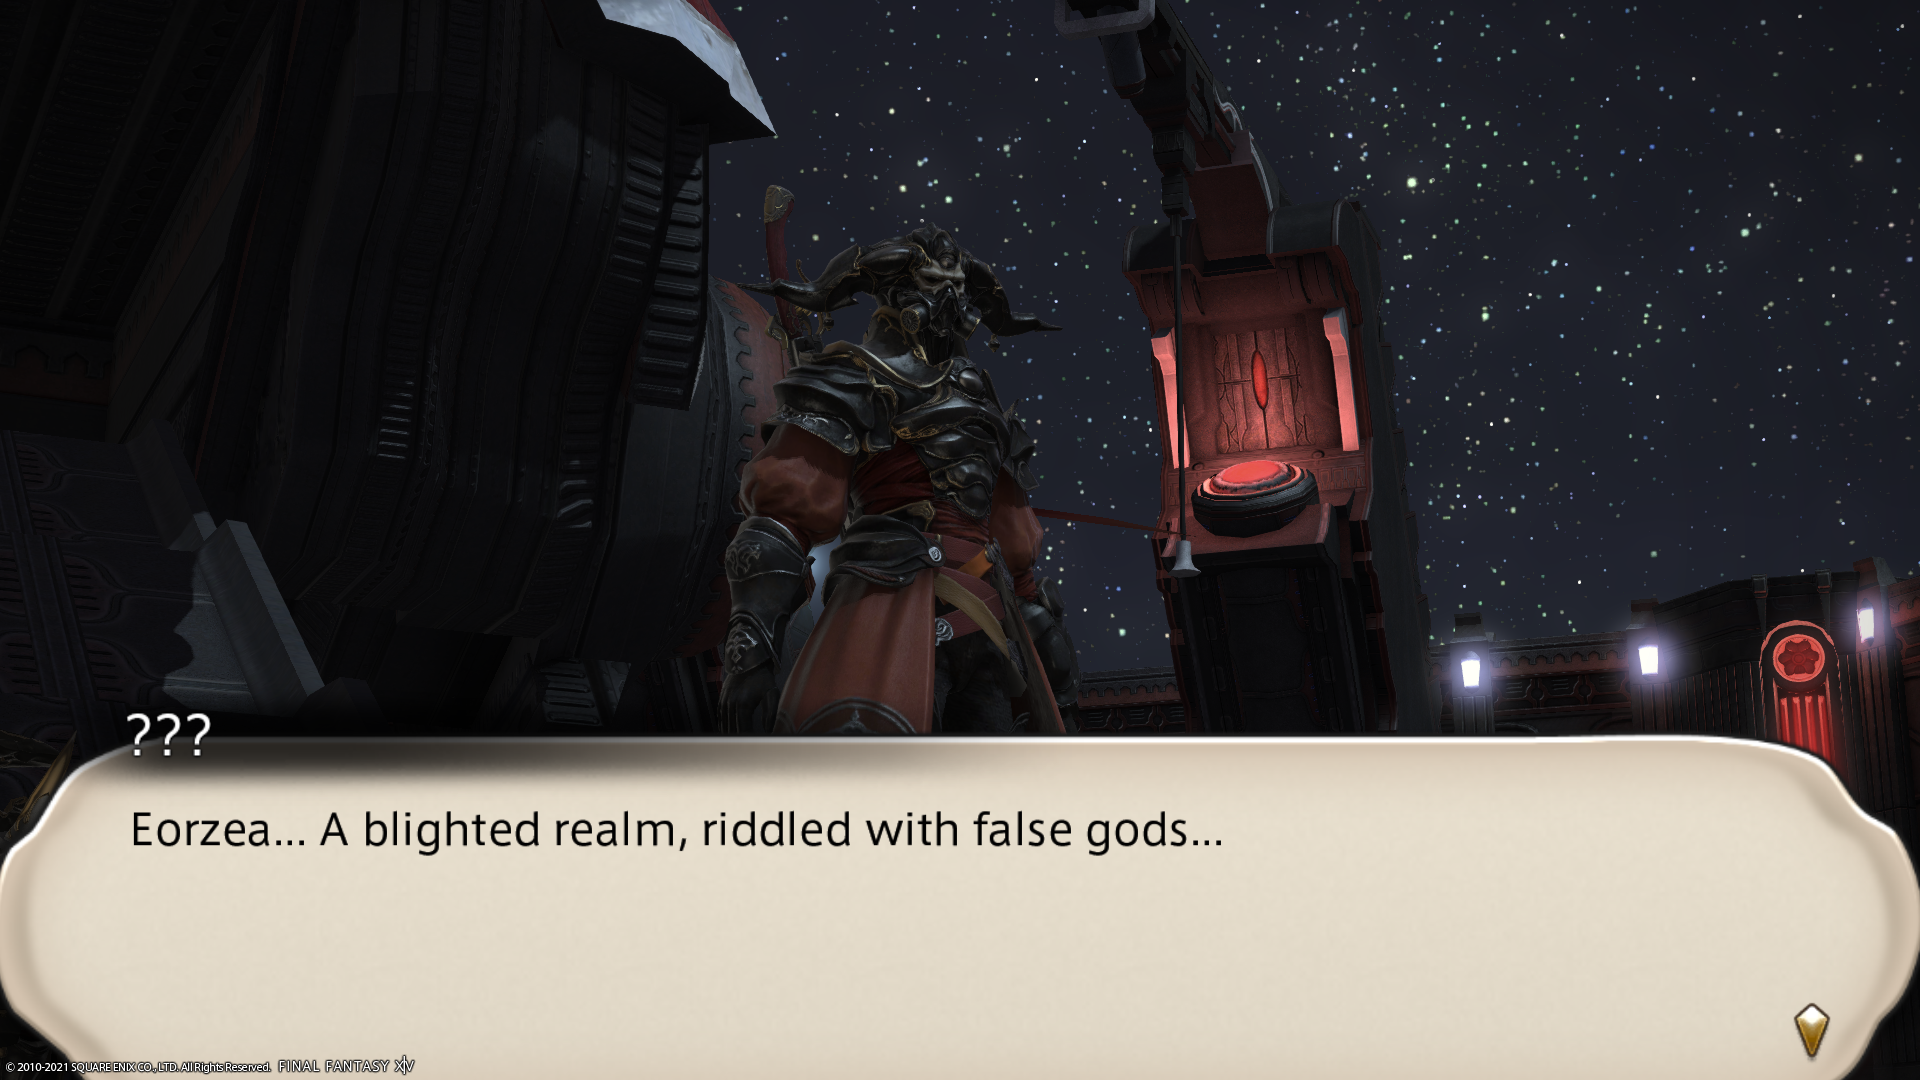 ???
Eorzea... A blighted realm, riddled with false gods...
© 2010-2021 SQUARE ENIX CO., LTD. All Rights Reserved. FINAL FANTASY XIV